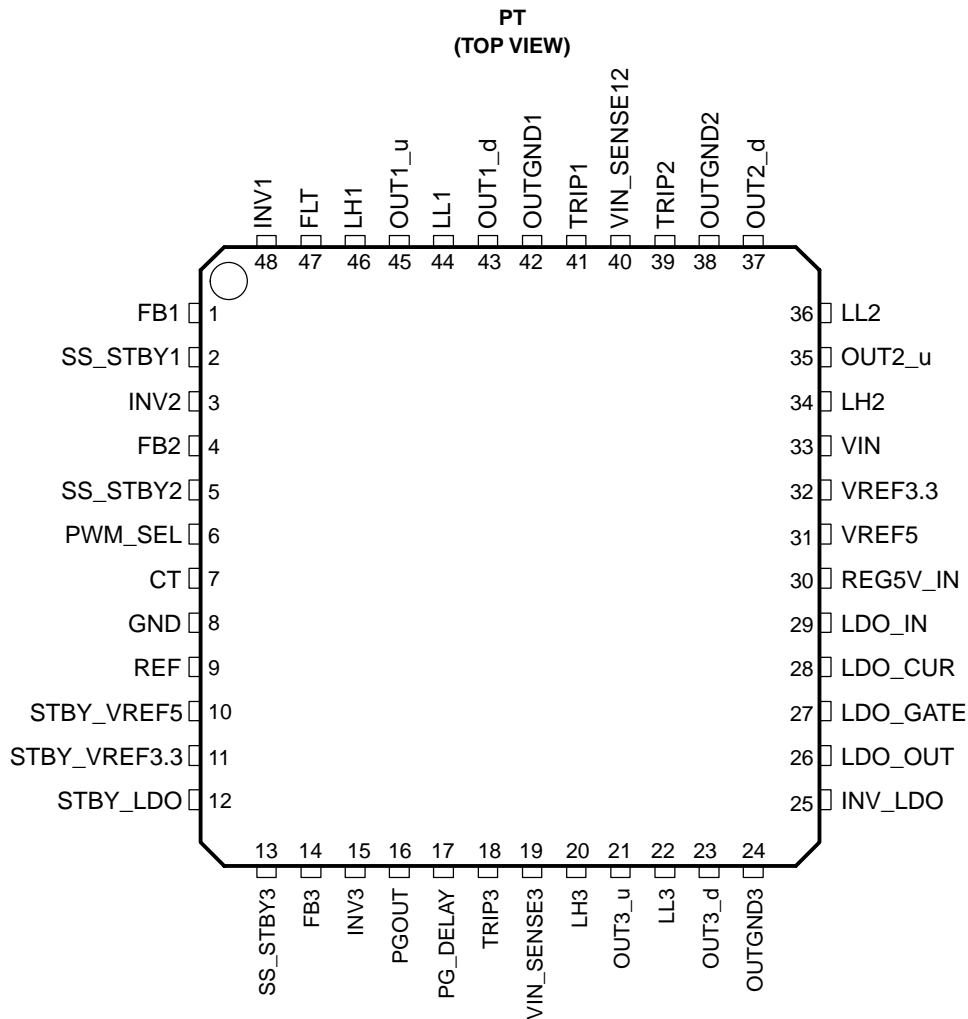 PT
(TOP VIEW)
INV1
FLT
LH1
OUT1_u
LL1
OUT1_d
OUTGND1
TRIP1
VIN_SENSE12
TRIP2
OUTGND2
OUT2_d
48 47 46 45 44 43 42 41 40 39 38 37
FB1 1
SS_STBY1 2
INV2 3
FB2 4
SS_STBY2 5
PWM_SEL 6
CT 7
GND 8
REF 9
STBY_VREF5 10
STBY_VREF3.3 11
STBY_LDO 12
36 LL2
35 OUT2_u
34 LH2
33 VIN
32 VREF3.3
31 VREF5
30 REG5V_IN
29 LDO_IN
28 LDO_CUR
27 LDO_GATE
26 LDO_OUT
25 INV_LDO
13 14 15 16 17 18 19 20 21 22 23 24
SS_STBY3
FB3
INV3
PGOUT
PG_DELAY
TRIP3
VIN_SENSE3
LH3
OUT3_u
LL3
OUT3_d
OUTGND3